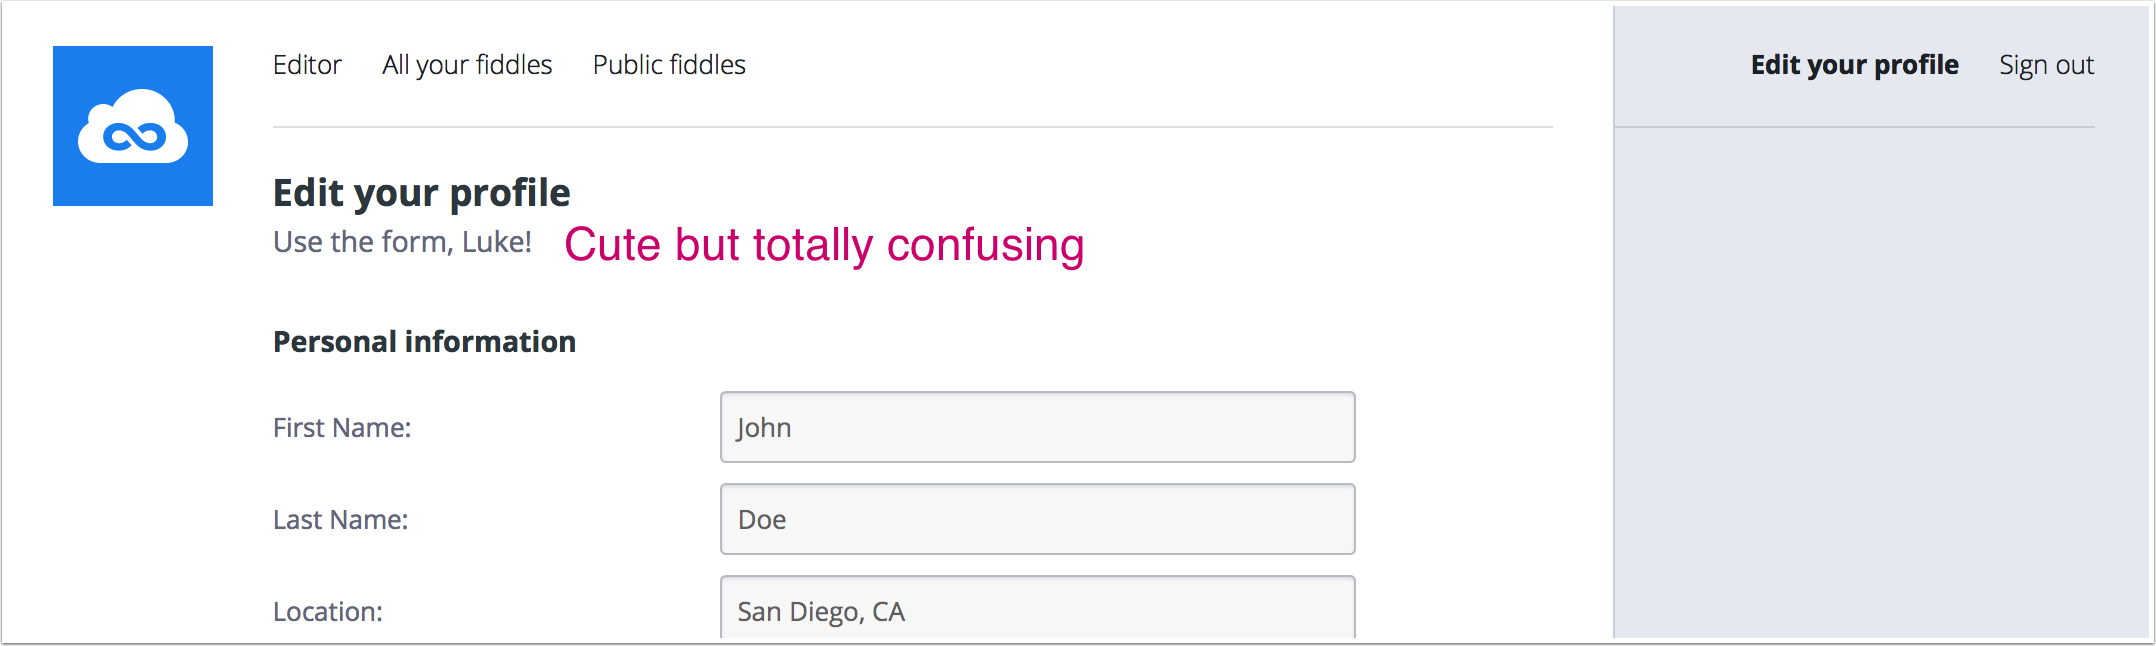 Editor All your fiddles Public fiddles Edit your profile Sign out
Edit your profile
Use the form, Luke! Cute but totally confusing
Personal information
First Name: John
Last Name: Doe
Location: San Diego, CA